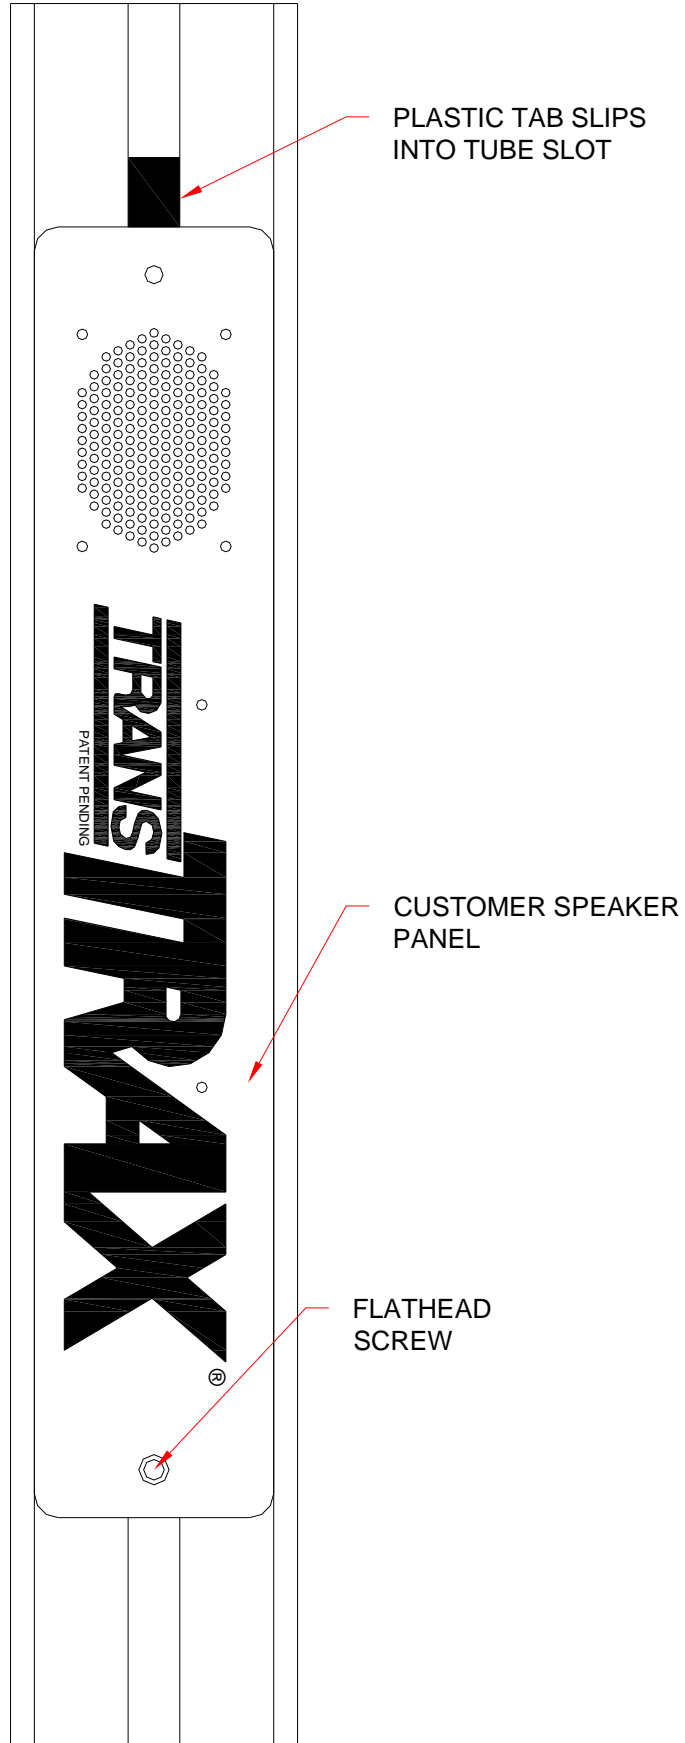 PLASTIC TAB SLIPS
INTO TUBE SLOT
TRANS
PATENT PENDING
TRAX
®
CUSTOMER SPEAKER
PANEL
FLATHEAD
SCREW